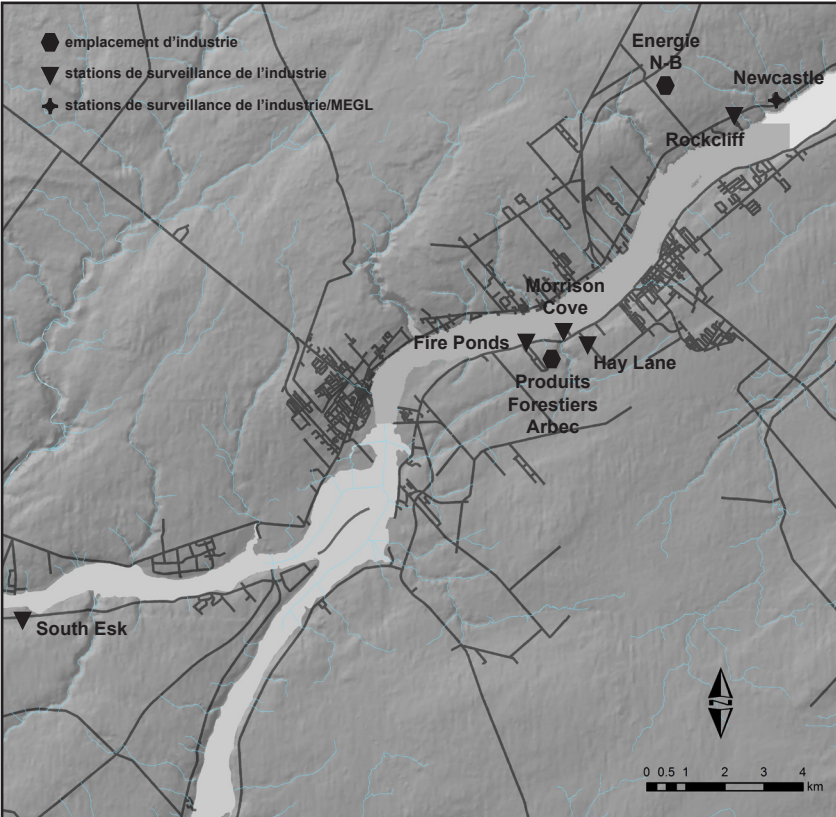 emplacement d'industrie
stations de surveillance de l'industrie
stations de surveillance de l'industrie/MEGL
Energie
N-B
Newcastle
Rockcliff
Morrison
Cove
Fire Ponds
Hay Lane
Produits
Forestiers
Arbec
South Esk
N
0 0.5 1 2 3 4
km